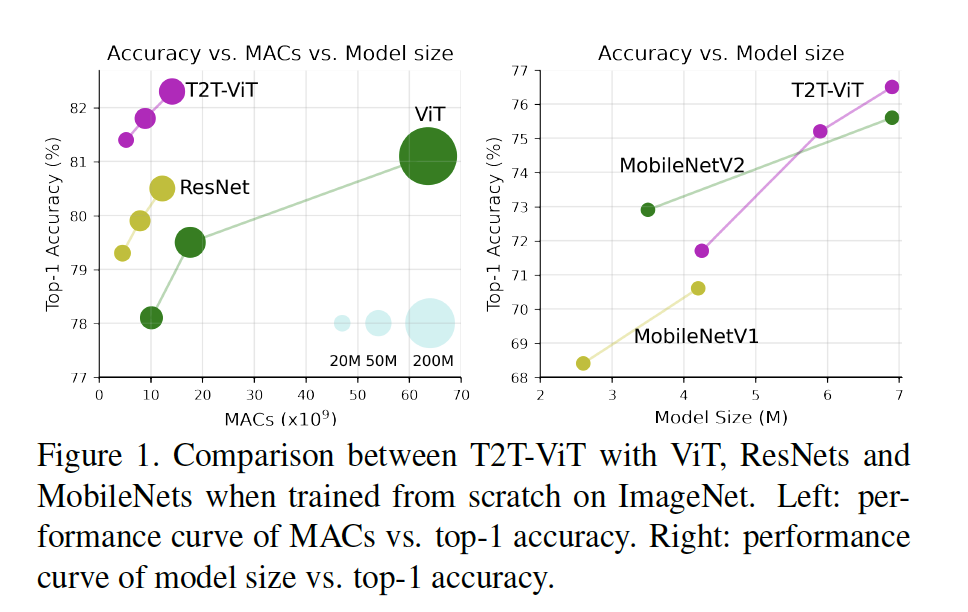 Accuracy vs. MACs vs. Model size
82
81
80
79
78
77
Top-1 Accuracy (%)
T2T-ViT
ViT
ResNet
20M 50M 200M
0 10 20 30 40 50 60 70
MACs (x10⁹)
Accuracy vs. Model size
77
76
75
74
73
72
71
70
69
68
Top-1 Accuracy (%)
T2T-ViT
MobileNetV2
MobileNetV1
2 3 4 5 6 7
Model Size (M)
Figure 1. Comparison between T2T-ViT with ViT, ResNets and
MobileNets when trained from scratch on ImageNet. Left: per-
formance curve of MACs vs. top-1 accuracy. Right: performance
curve of model size vs. top-1 accuracy.